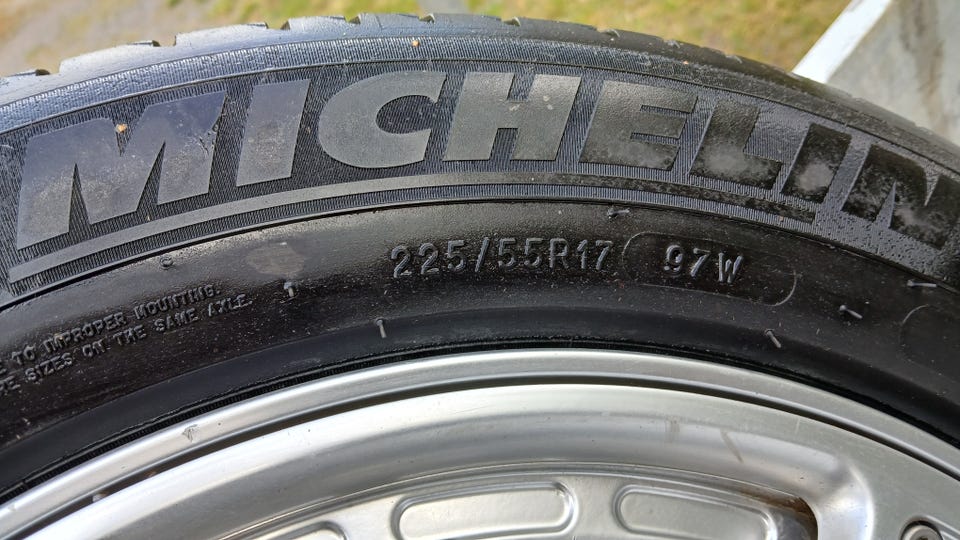 MICHELIN
225/55R17 97W
TO IMPROPER MOUNTING.
SIZES ON THE SAME AXLE.